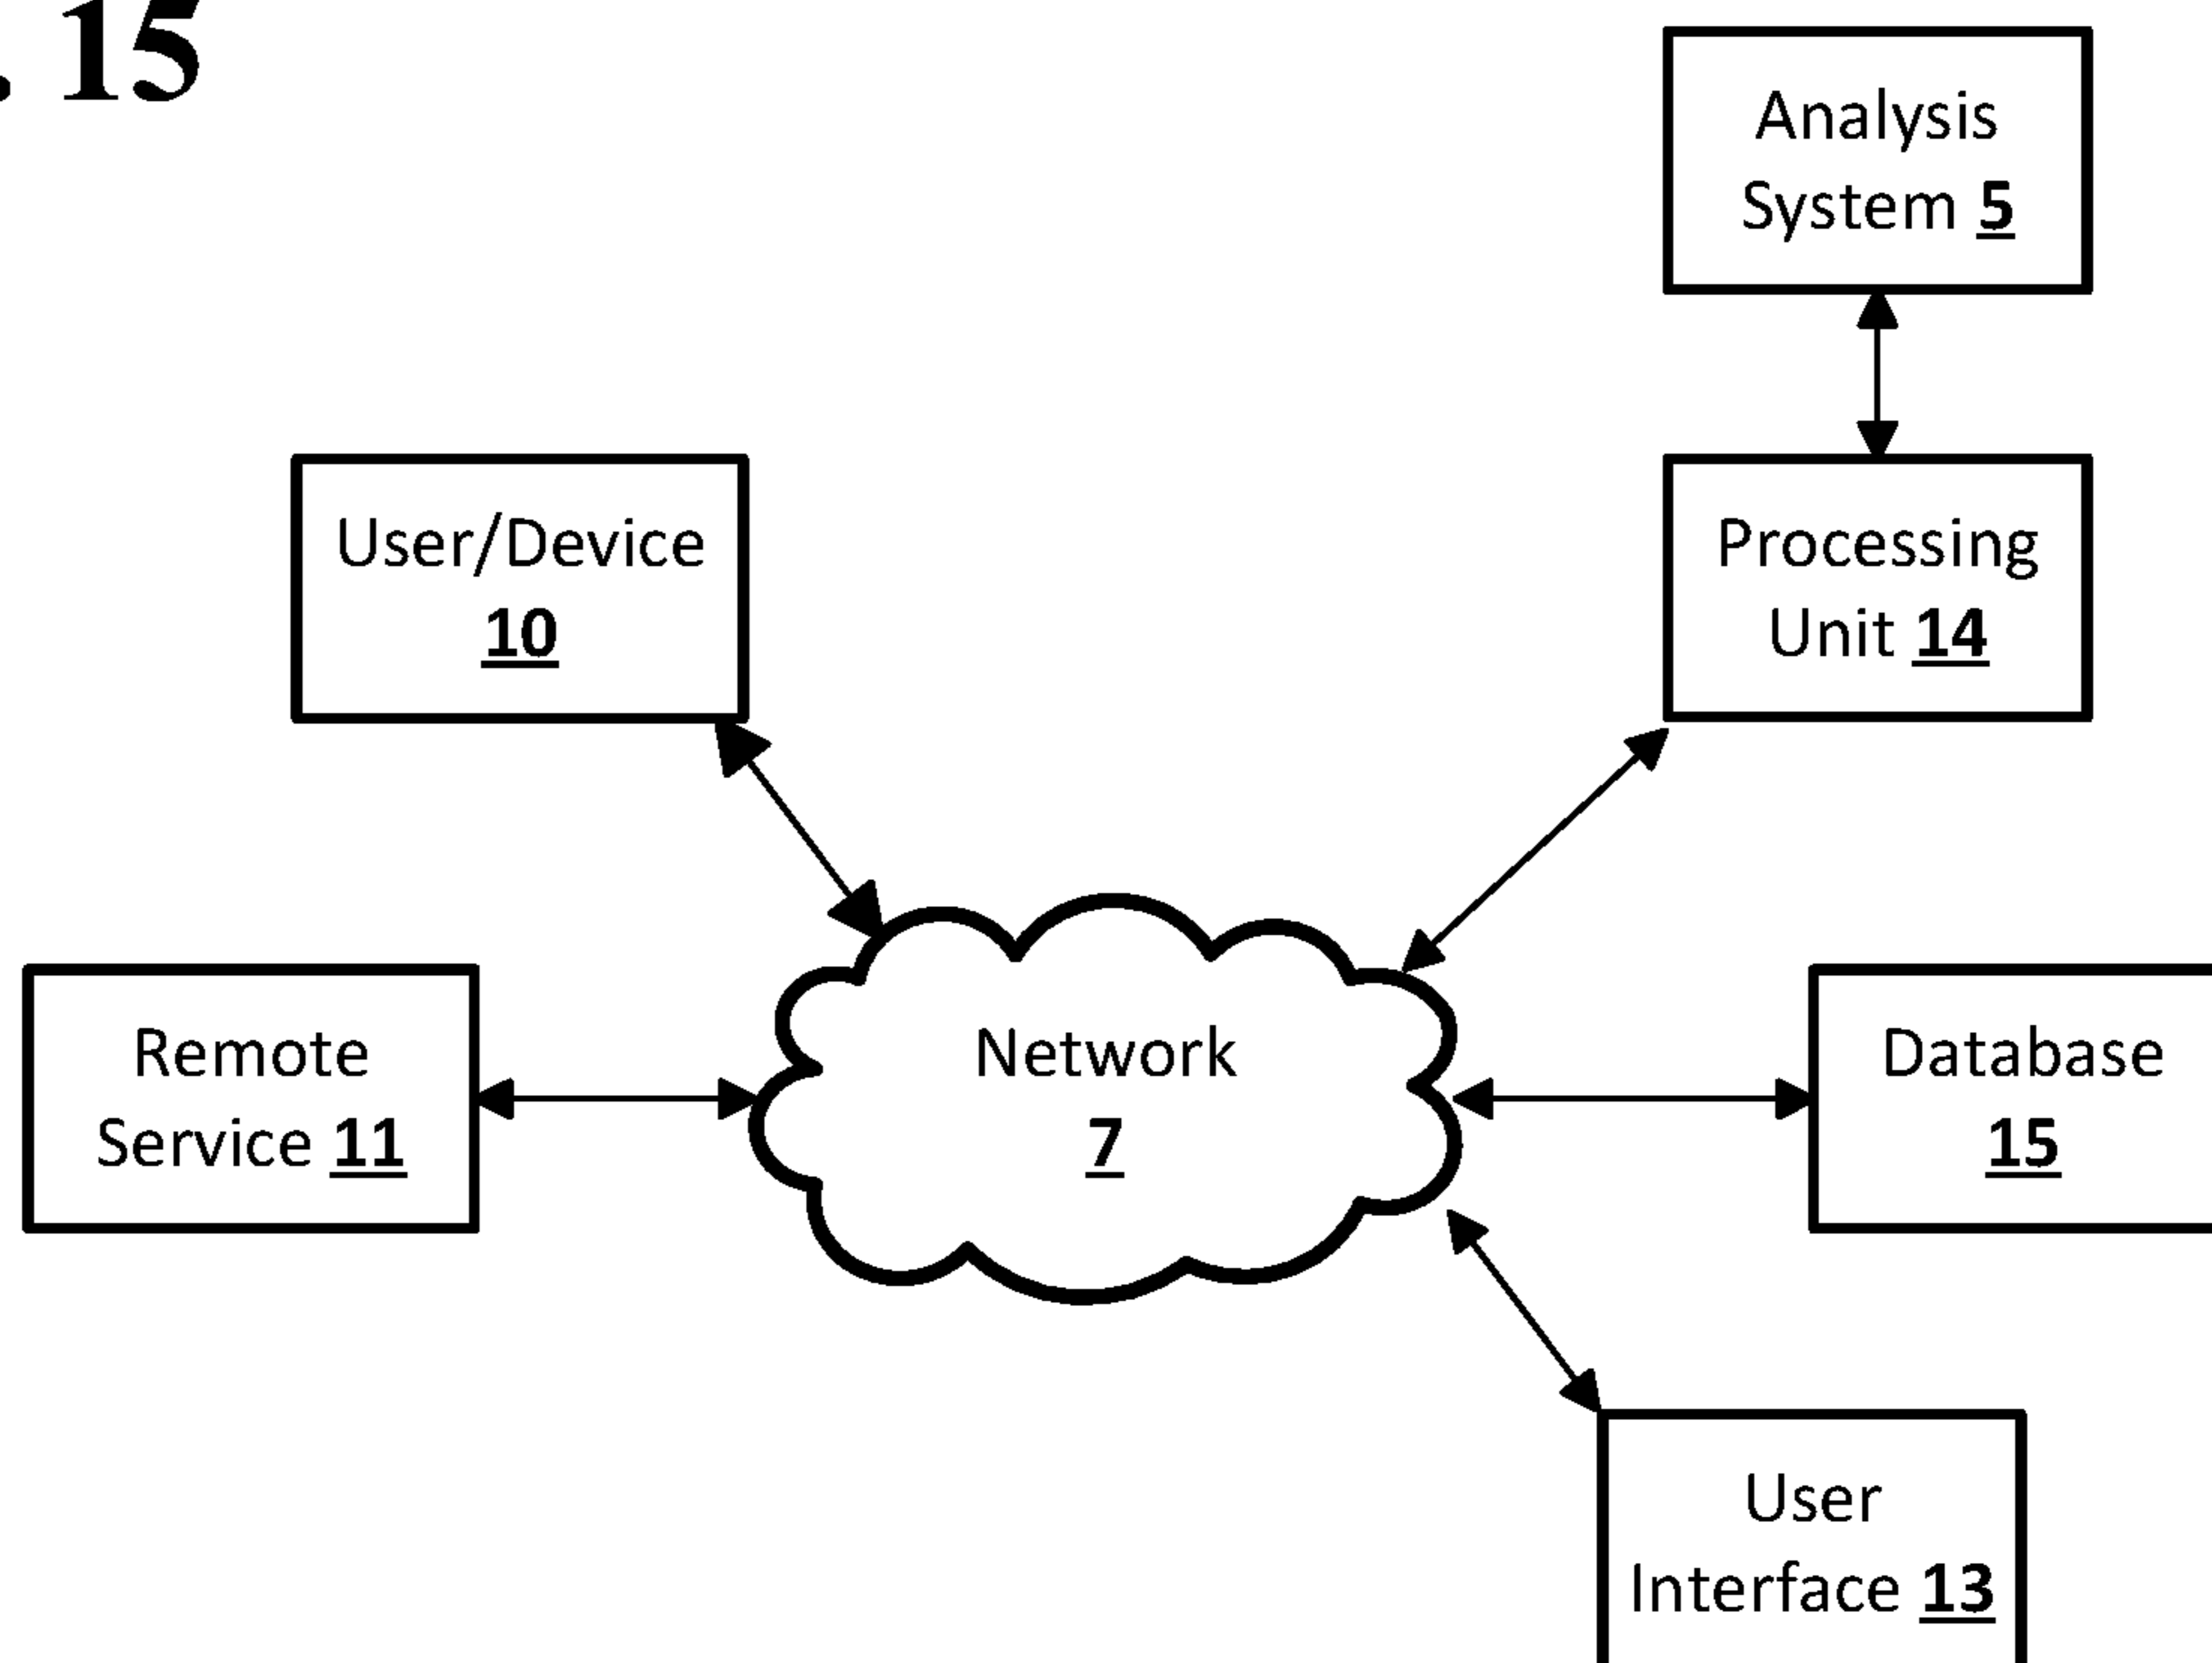 . 15
Analysis
System 5
User/Device
10
Processing
Unit 14
Remote
Service 11
Network
7
Database
15
User
Interface 13